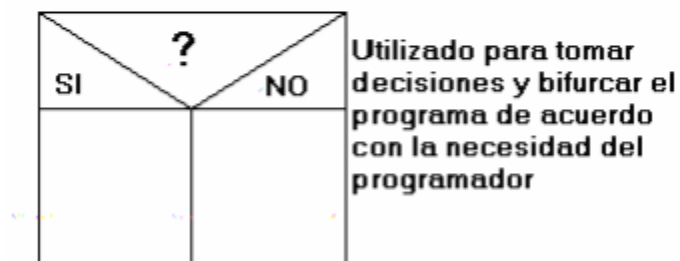 ?
SI
NO
Utilizado para tomar
decisiones y bifurcar el
programa de acuerdo
con la necesidad del
programador